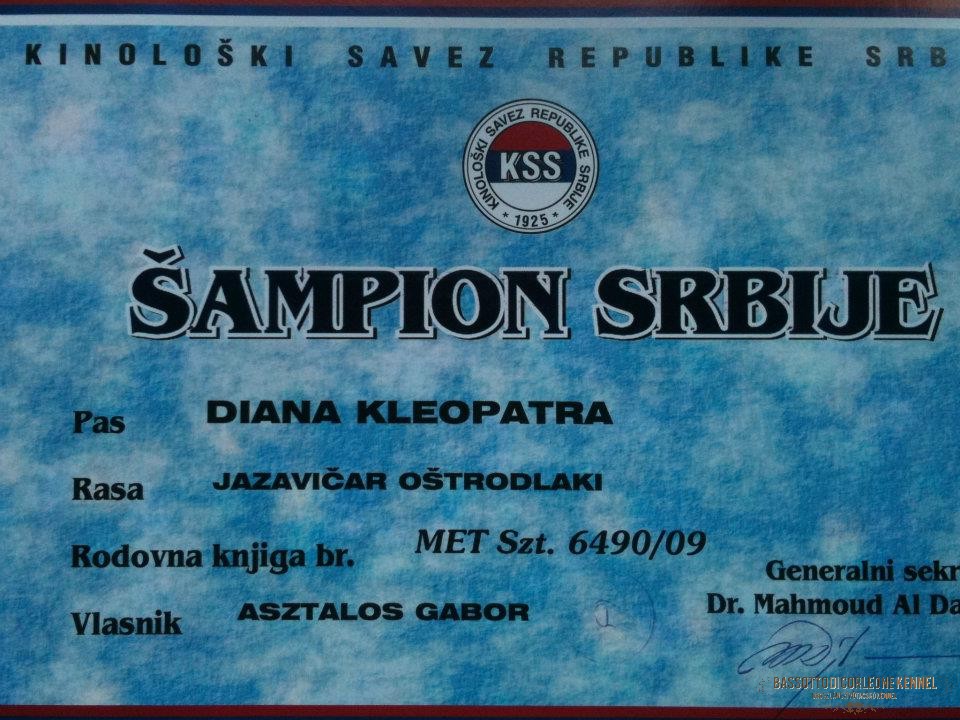 KINOLOŠKI SAVEZ REPUBLIKE SRB
KINOLOŠKI SAVEZ REPUBLIKE SRBIJE
KSS
* 1925 *
ŠAMPION SRBIJE
Pas DIANA KLEOPATRA
Rasa JAZAVIČAR OŠTRODLAKI
Rodovna knjiga br. MET Szt. 6490/09
Generalni sekr
Vlasnik ASZTALOS GABOR
Dr. Mahmoud Al Da
BASSOTTO DI CORLEONE KENNEL